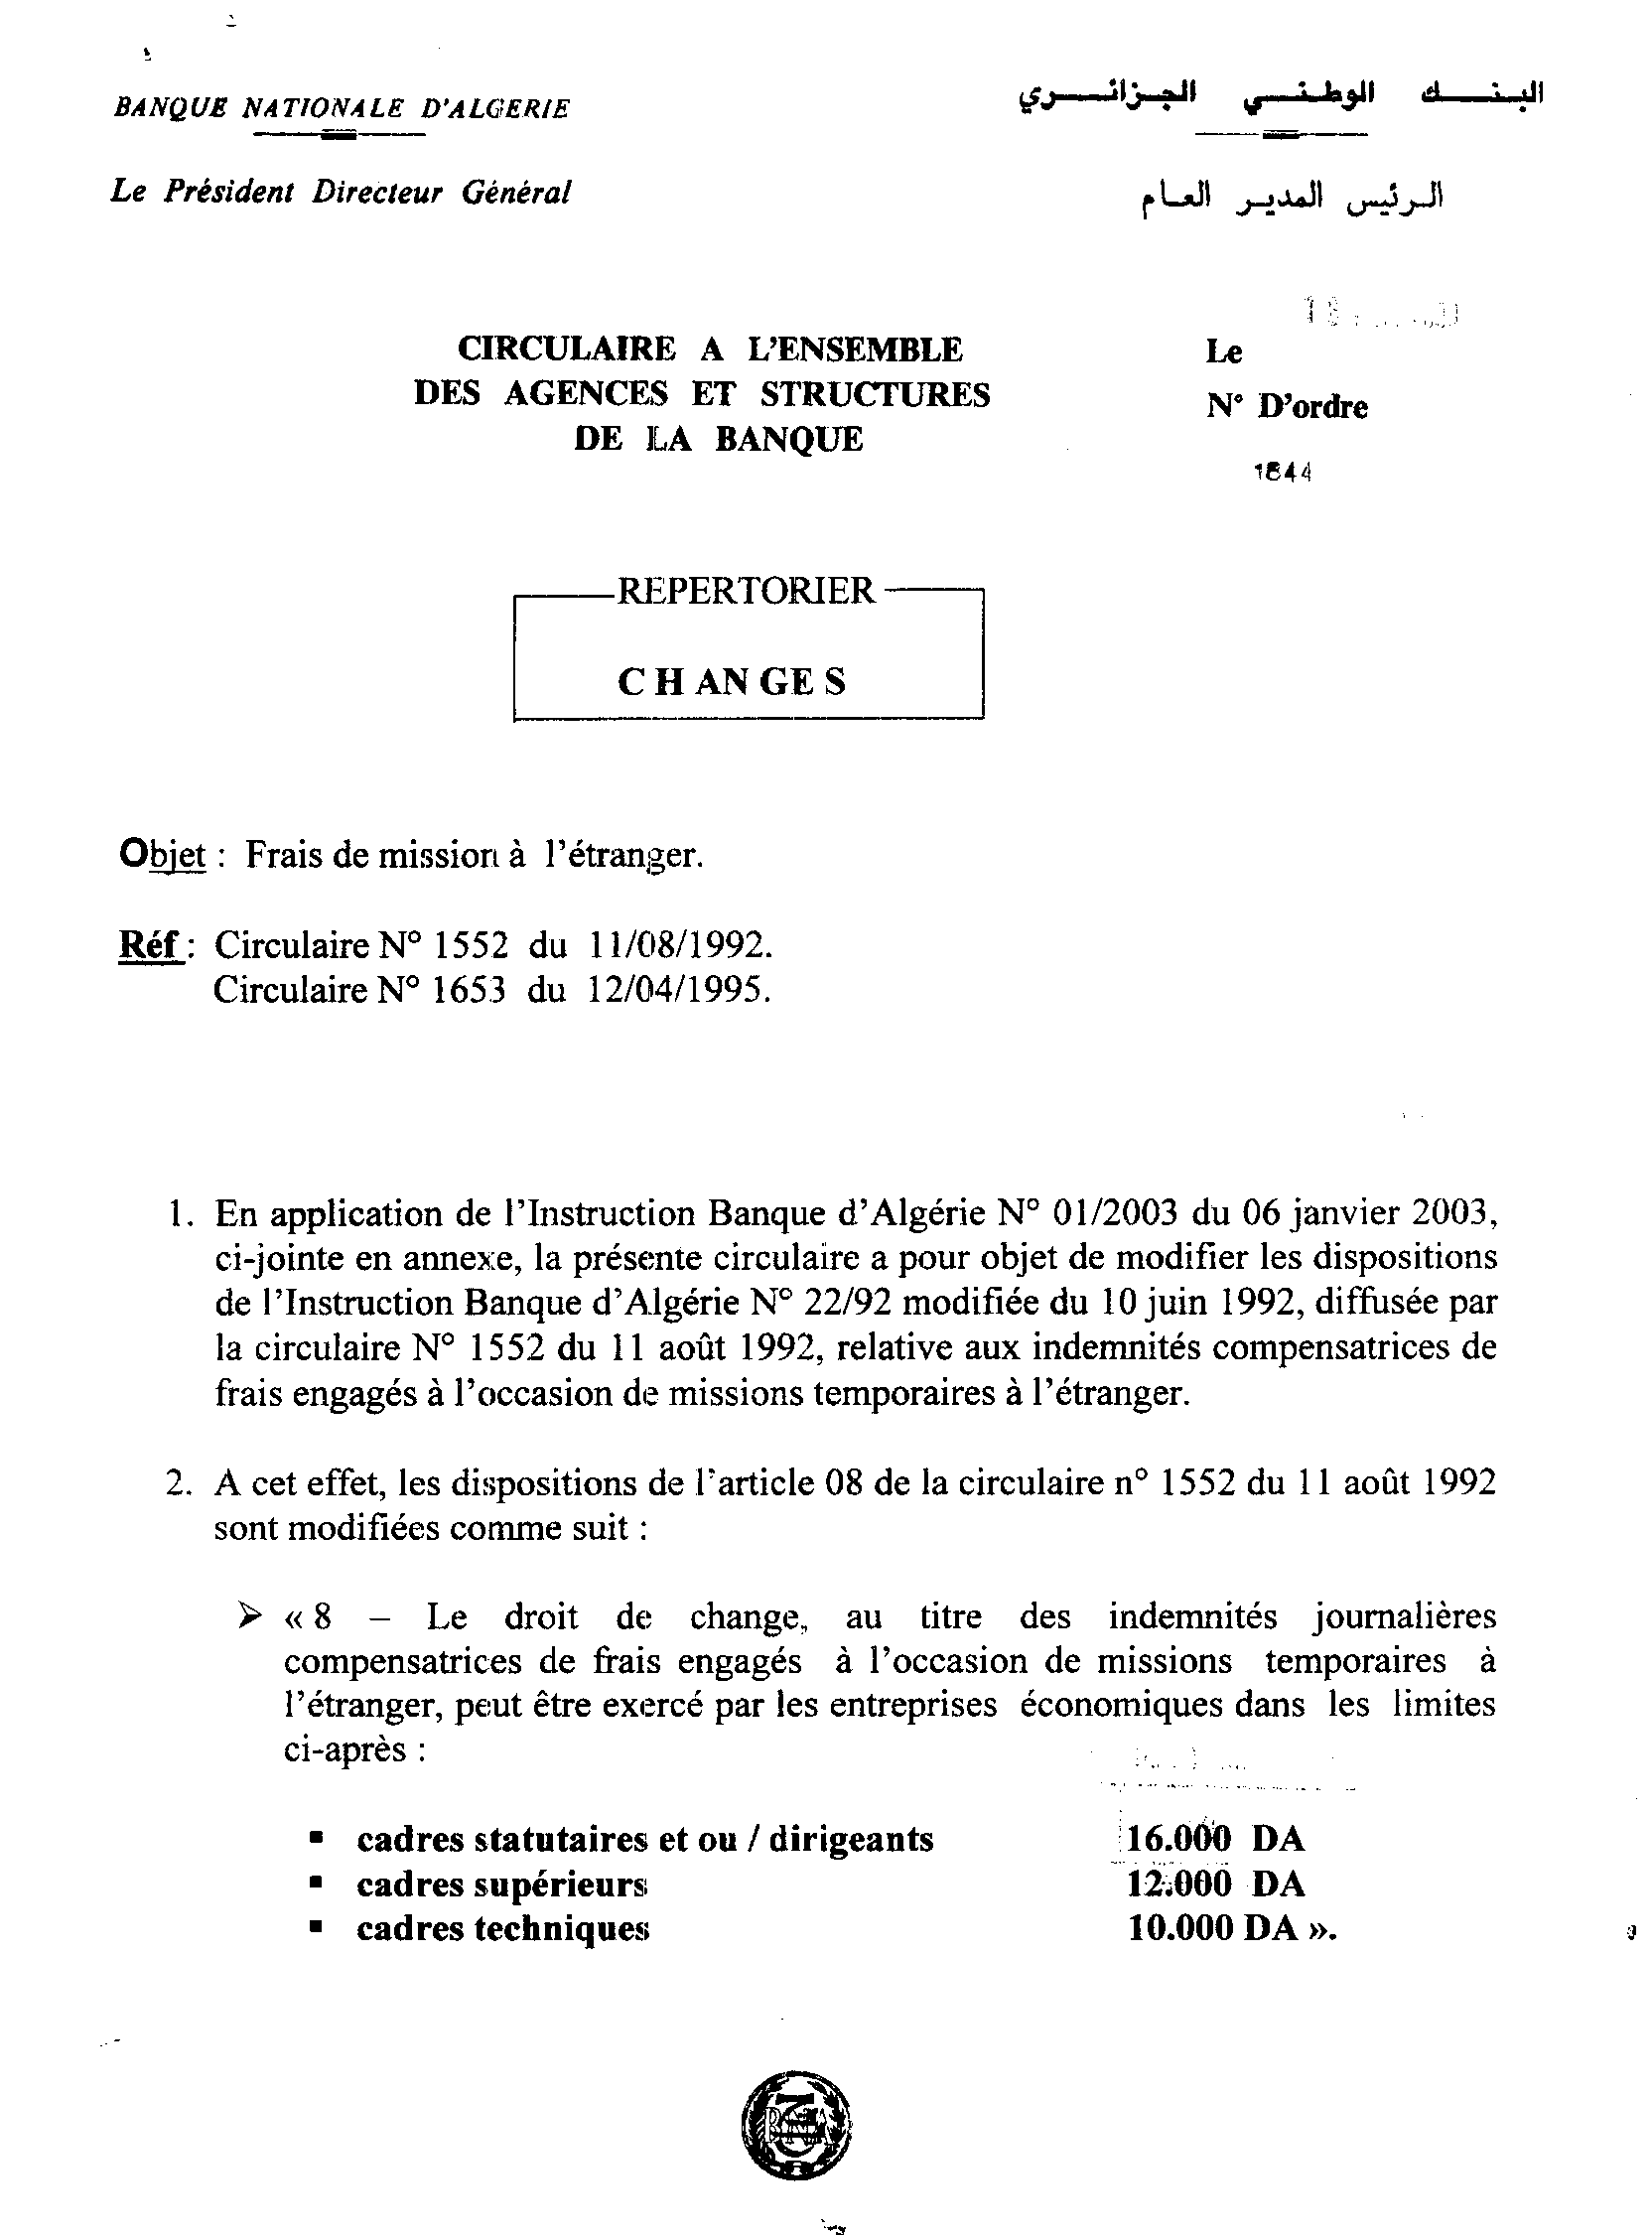 BANQUE NATIONALE D'ALGERIE
البنك الوطني الجزائري
Le Président Directeur Général
الرئيس المدير العام
CIRCULAIRE A L'ENSEMBLE
DES AGENCES ET STRUCTURES
DE LA BANQUE
Le
N° D'ordre
1844
REPERTORIER
CHANGES
Objet : Frais de mission à l'étranger.
Réf : Circulaire N° 1552 du 11/08/1992.
Circulaire N° 1653 du 12/04/1995.
1. En application de l'Instruction Banque d'Algérie N° 01/2003 du 06 janvier 2003,
ci-jointe en annexe, la présente circulaire a pour objet de modifier les dispositions
de l'Instruction Banque d'Algérie N° 22/92 modifiée du 10 juin 1992, diffusée par
la circulaire N° 1552 du 11 août 1992, relative aux indemnités compensatrices de
frais engagés à l'occasion de missions temporaires à l'étranger.
2. A cet effet, les dispositions de l'article 08 de la circulaire n° 1552 du 11 août 1992
sont modifiées comme suit :
➢ « 8 – Le droit de change, au titre des indemnités journalières
compensatrices de frais engagés à l'occasion de missions temporaires à
l'étranger, peut être exercé par les entreprises économiques dans les limites
ci-après :
▪ cadres statutaires et ou / dirigeants 16.000 DA
▪ cadres supérieurs 12.000 DA
▪ cadres techniques 10.000 DA ».
BNA